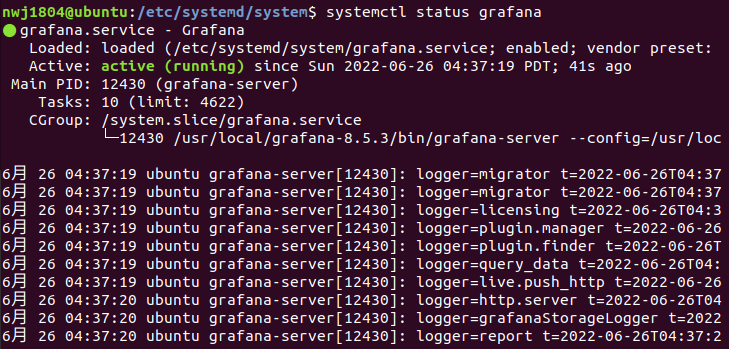 nwj1804@ubuntu:/etc/systemd/system$ systemctl status grafana
● grafana.service - Grafana
   Loaded: loaded (/etc/systemd/system/grafana.service; enabled; vendor preset:
   Active: active (running) since Sun 2022-06-26 04:37:19 PDT; 41s ago
 Main PID: 12430 (grafana-server)
    Tasks: 10 (limit: 4622)
   CGroup: /system.slice/grafana.service
           └─12430 /usr/local/grafana-8.5.3/bin/grafana-server --config=/usr/loc

6月 26 04:37:19 ubuntu grafana-server[12430]: logger=migrator t=2022-06-26T04:37
6月 26 04:37:19 ubuntu grafana-server[12430]: logger=migrator t=2022-06-26T04:37
6月 26 04:37:19 ubuntu grafana-server[12430]: logger=licensing t=2022-06-26T04:3
6月 26 04:37:19 ubuntu grafana-server[12430]: logger=plugin.manager t=2022-06-26
6月 26 04:37:19 ubuntu grafana-server[12430]: logger=plugin.finder t=2022-06-26T
6月 26 04:37:19 ubuntu grafana-server[12430]: logger=query_data t=2022-06-26T04:
6月 26 04:37:19 ubuntu grafana-server[12430]: logger=live.push_http t=2022-06-26
6月 26 04:37:20 ubuntu grafana-server[12430]: logger=http.server t=2022-06-26T04
6月 26 04:37:20 ubuntu grafana-server[12430]: logger=grafanaStorageLogger t=2022
6月 26 04:37:20 ubuntu grafana-server[12430]: logger=report t=2022-06-26T04:37:2